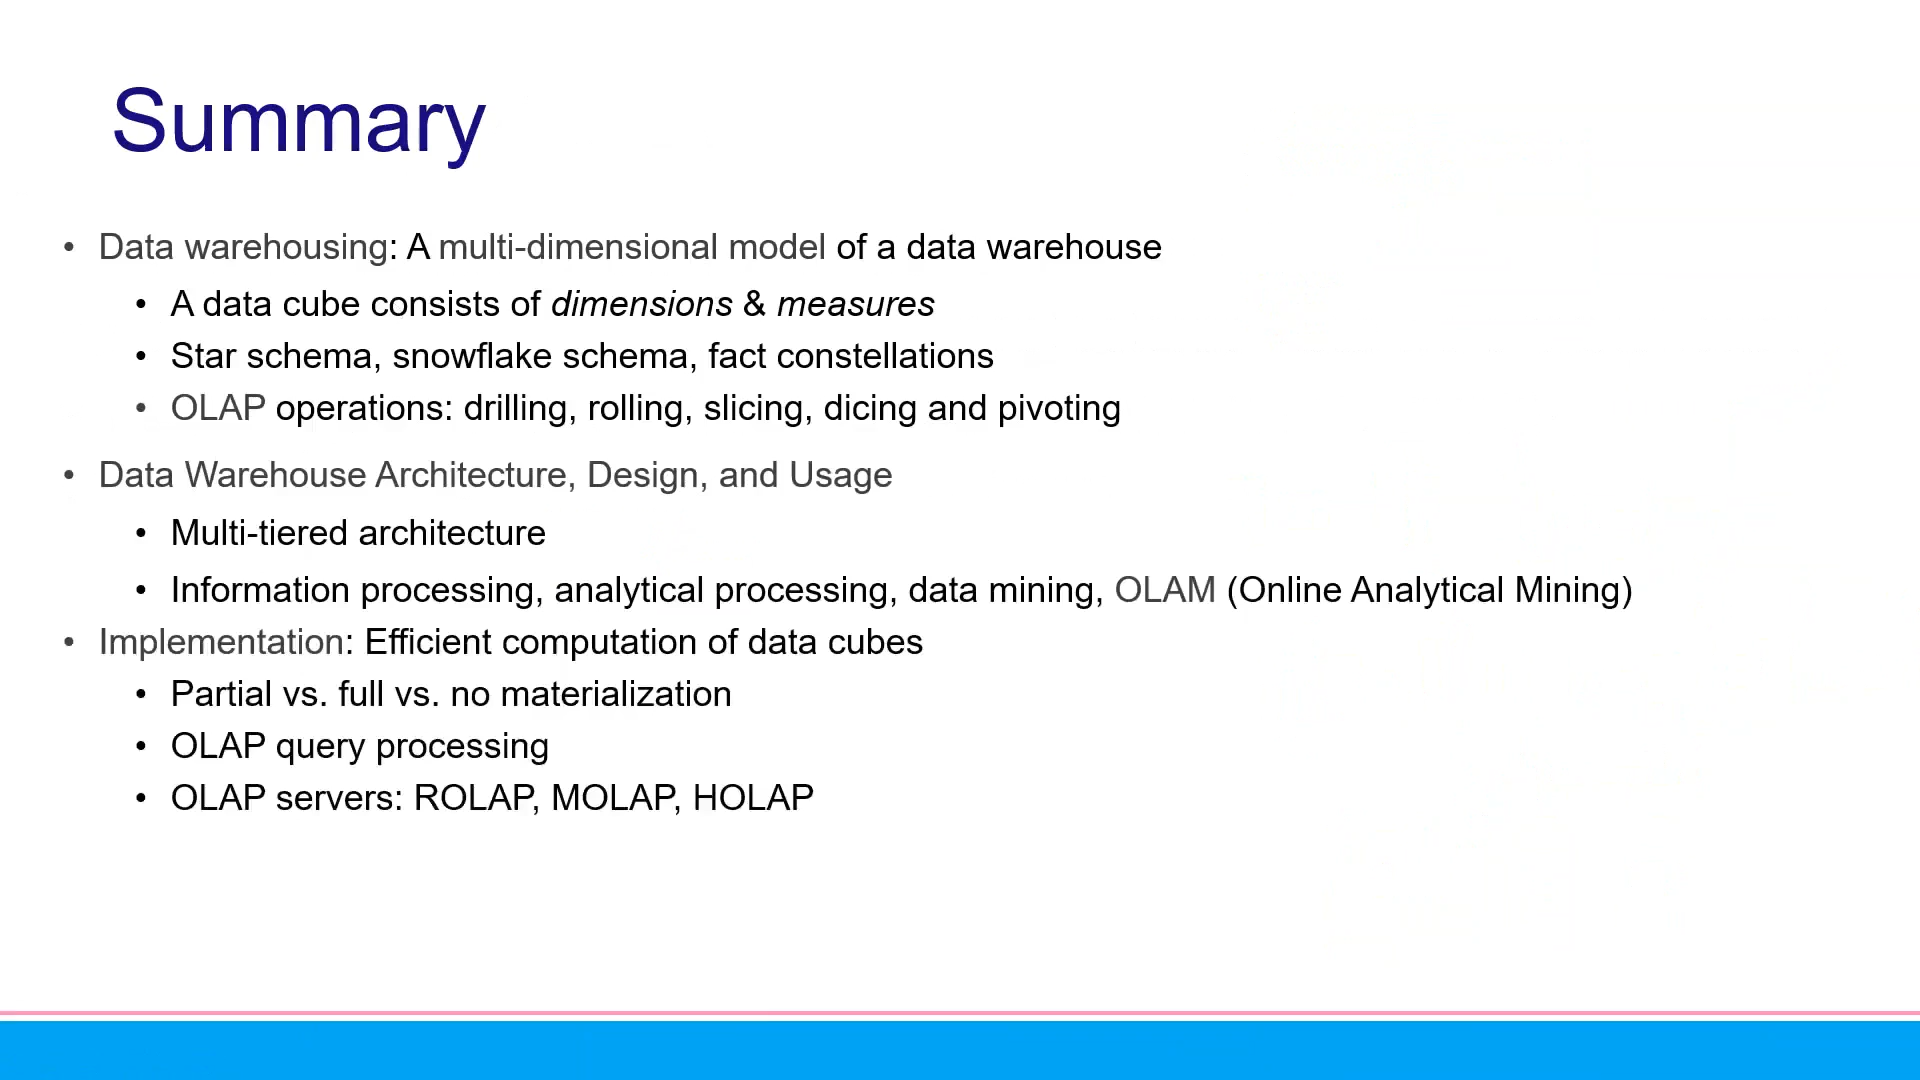 Summary
• Data warehousing: A multi-dimensional model of a data warehouse
• A data cube consists of dimensions & measures
• Star schema, snowflake schema, fact constellations
• OLAP operations: drilling, rolling, slicing, dicing and pivoting
• Data Warehouse Architecture, Design, and Usage
• Multi-tiered architecture
• Information processing, analytical processing, data mining, OLAM (Online Analytical Mining)
• Implementation: Efficient computation of data cubes
• Partial vs. full vs. no materialization
• OLAP query processing
• OLAP servers: ROLAP, MOLAP, HOLAP